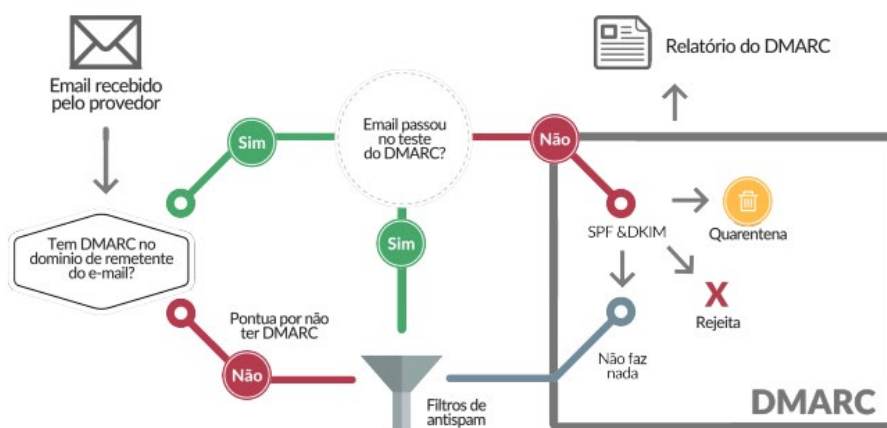 Email recebido
pelo provedor
Tem DMARC no
dominio de remetente
do e-mail?
Sim
Email passou
no teste
do DMARC?
Sim
Não
Relatório do DMARC
SPF &DKIM
Quarentena
X
Rejeita
Não faz
nada
Pontua por não
ter DMARC
Não
Filtros de
antispam
DMARC